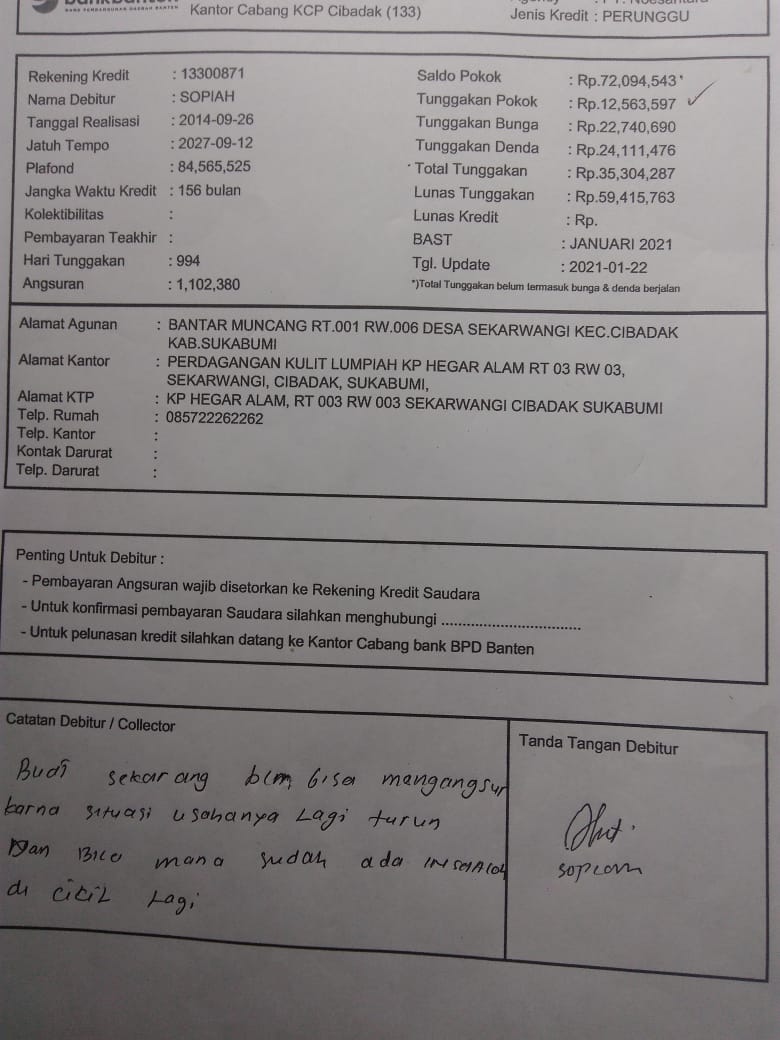 bankbanten
BANK PEMBANGUNAN DAERAH BANTEN
Kantor Cabang KCP Cibadak (133)
Jenis Kredit : PERUNGGU
Rekening Kredit : 13300871
Nama Debitur : SOPIAH
Tanggal Realisasi : 2014-09-26
Jatuh Tempo : 2027-09-12
Plafond : 84,565,525
Jangka Waktu Kredit : 156 bulan
Kolektibilitas :
Pembayaran Teakhir :
Hari Tunggakan : 994
Angsuran : 1,102,380
Saldo Pokok : Rp.72,094,543
Tunggakan Pokok : Rp.12,563,597
Tunggakan Bunga : Rp.22,740,690
Tunggakan Denda : Rp.24,111,476
Total Tunggakan : Rp.35,304,287
Lunas Tunggakan : Rp.59,415,763
Lunas Kredit : Rp.
BAST : JANUARI 2021
Tgl. Update : 2021-01-22
*)Total Tunggakan belum termasuk bunga & denda berjalan
Alamat Agunan : BANTAR MUNCANG RT.001 RW.006 DESA SEKARWANGI KEC.CIBADAK
KAB.SUKABUMI
Alamat Kantor : PERDAGANGAN KULIT LUMPIAH KP HEGAR ALAM RT 03 RW 03,
SEKARWANGI, CIBADAK, SUKABUMI,
Alamat KTP : KP HEGAR ALAM, RT 003 RW 003 SEKARWANGI CIBADAK SUKABUMI
Telp. Rumah : 085722262262
Telp. Kantor :
Kontak Darurat :
Telp. Darurat :
Penting Untuk Debitur :
- Pembayaran Angsuran wajib disetorkan ke Rekening Kredit Saudara
- Untuk konfirmasi pembayaran Saudara silahkan menghubungi ..................................
- Untuk pelunasan kredit silahkan datang ke Kantor Cabang bank BPD Banten
Catatan Debitur / Collector
Budi sekarang blm bisa mangangsur
karna situasi usahanya Lagi turun
Dan mana sudah ada
di cicil Lagi
Tanda Tangan Debitur